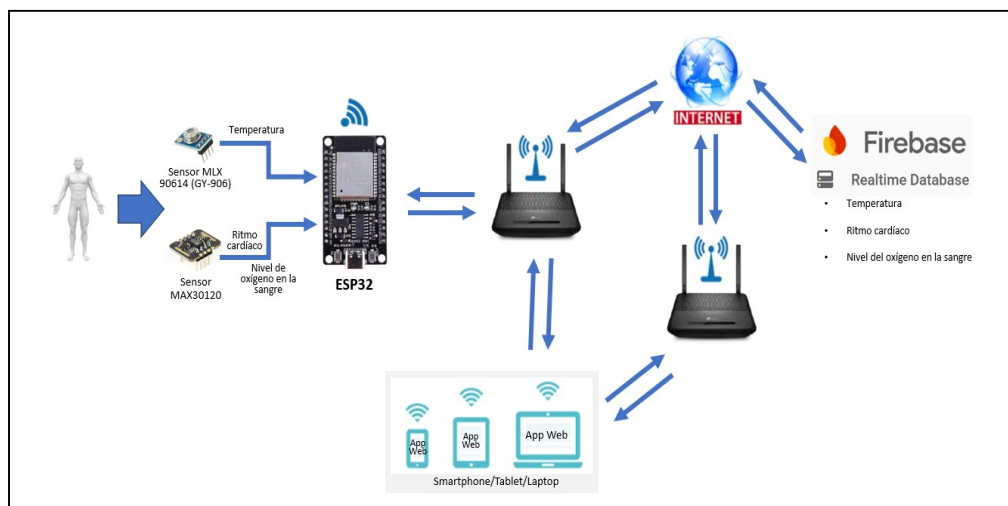 Temperatura
Sensor MLX
90614 (GY-906)
Ritmo
cardíaco
Nivel de
oxígeno en la
sangre
Sensor
MAX30120
ESP32
INTERNET
Firebase
Realtime Database
• Temperatura
• Ritmo cardíaco
• Nivel del oxígeno en la sangre
App
Web
App
Web
App Web
Smartphone/Tablet/Laptop